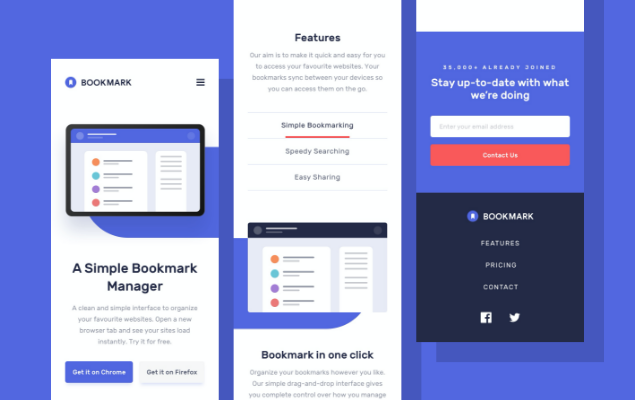 BOOKMARK
A Simple Bookmark
Manager
A clean and simple interface to organize
your favourite websites. Open a new
browser tab and see your sites load
instantly. Try it for free.
Get it on Chrome
Get it on Firefox
Features
Our aim is to make it quick and easy for you
to access your favourite websites. Your
bookmarks sync between your devices so
you can access them on the go.
Simple Bookmarking
Speedy Searching
Easy Sharing
Bookmark in one click
Organize your bookmarks however you like.
Our simple drag-and-drop interface gives
you complete control over how you manage
35,000+ ALREADY JOINED
Stay up-to-date with what
we're doing
Enter your email address
Contact Us
BOOKMARK
FEATURES
PRICING
CONTACT